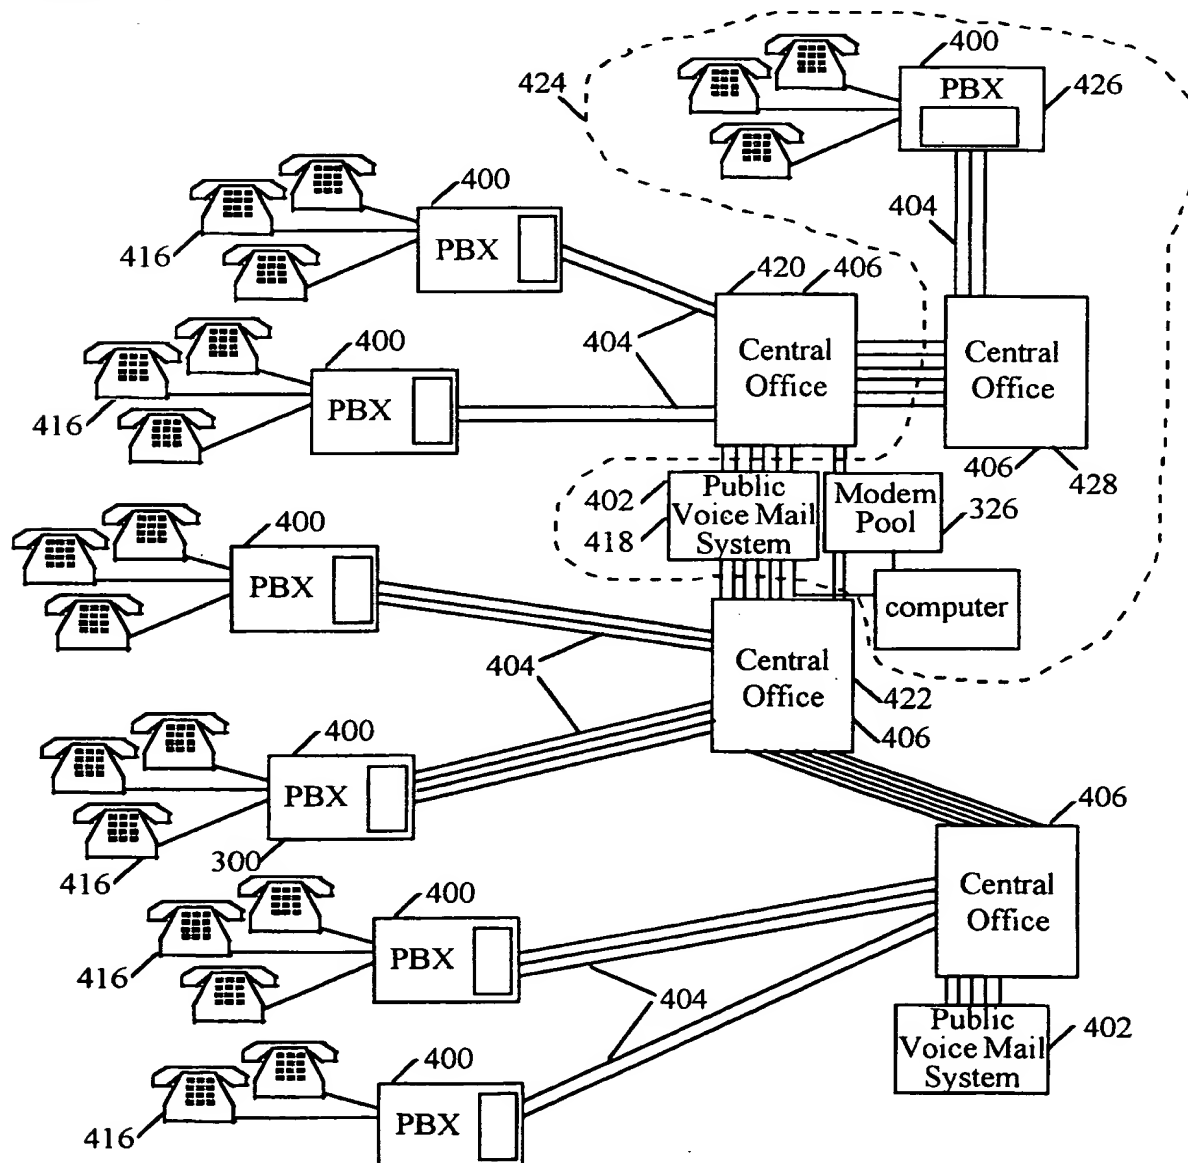 400
PBX
426
424
400
PBX
416
404
420
406
Central
Office
404
Central
Office
400
PBX
416
406
428
402
418
Public
Voice Mail
System
Modem
Pool
326
400
PBX
computer
404
Central
Office
422
406
400
PBX
300
416
406
Central
Office
400
PBX
416
404
Public
Voice Mail
System
402
400
PBX
416